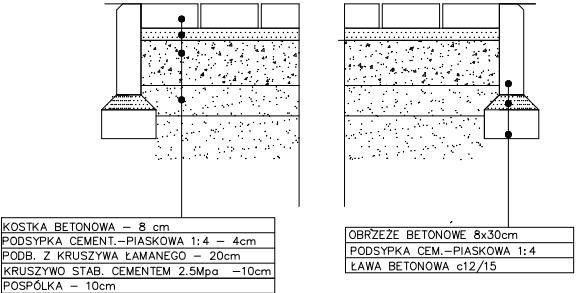 KOSTKA BETONOWA – 8 cm
PODSYPKA CEMENT.–PIASKOWA 1:4 – 4cm
PODB. Z KRUSZYWA ŁAMANEGO – 20cm
KRUSZYWO STAB. CEMENTEM 2.5Mpa –10cm
POSPÓLKA – 10cm
OBRZEŻE BETONOWE 8x30cm
PODSYPKA CEM.–PIASKOWA 1:4
ŁAWA BETONOWA c12/15